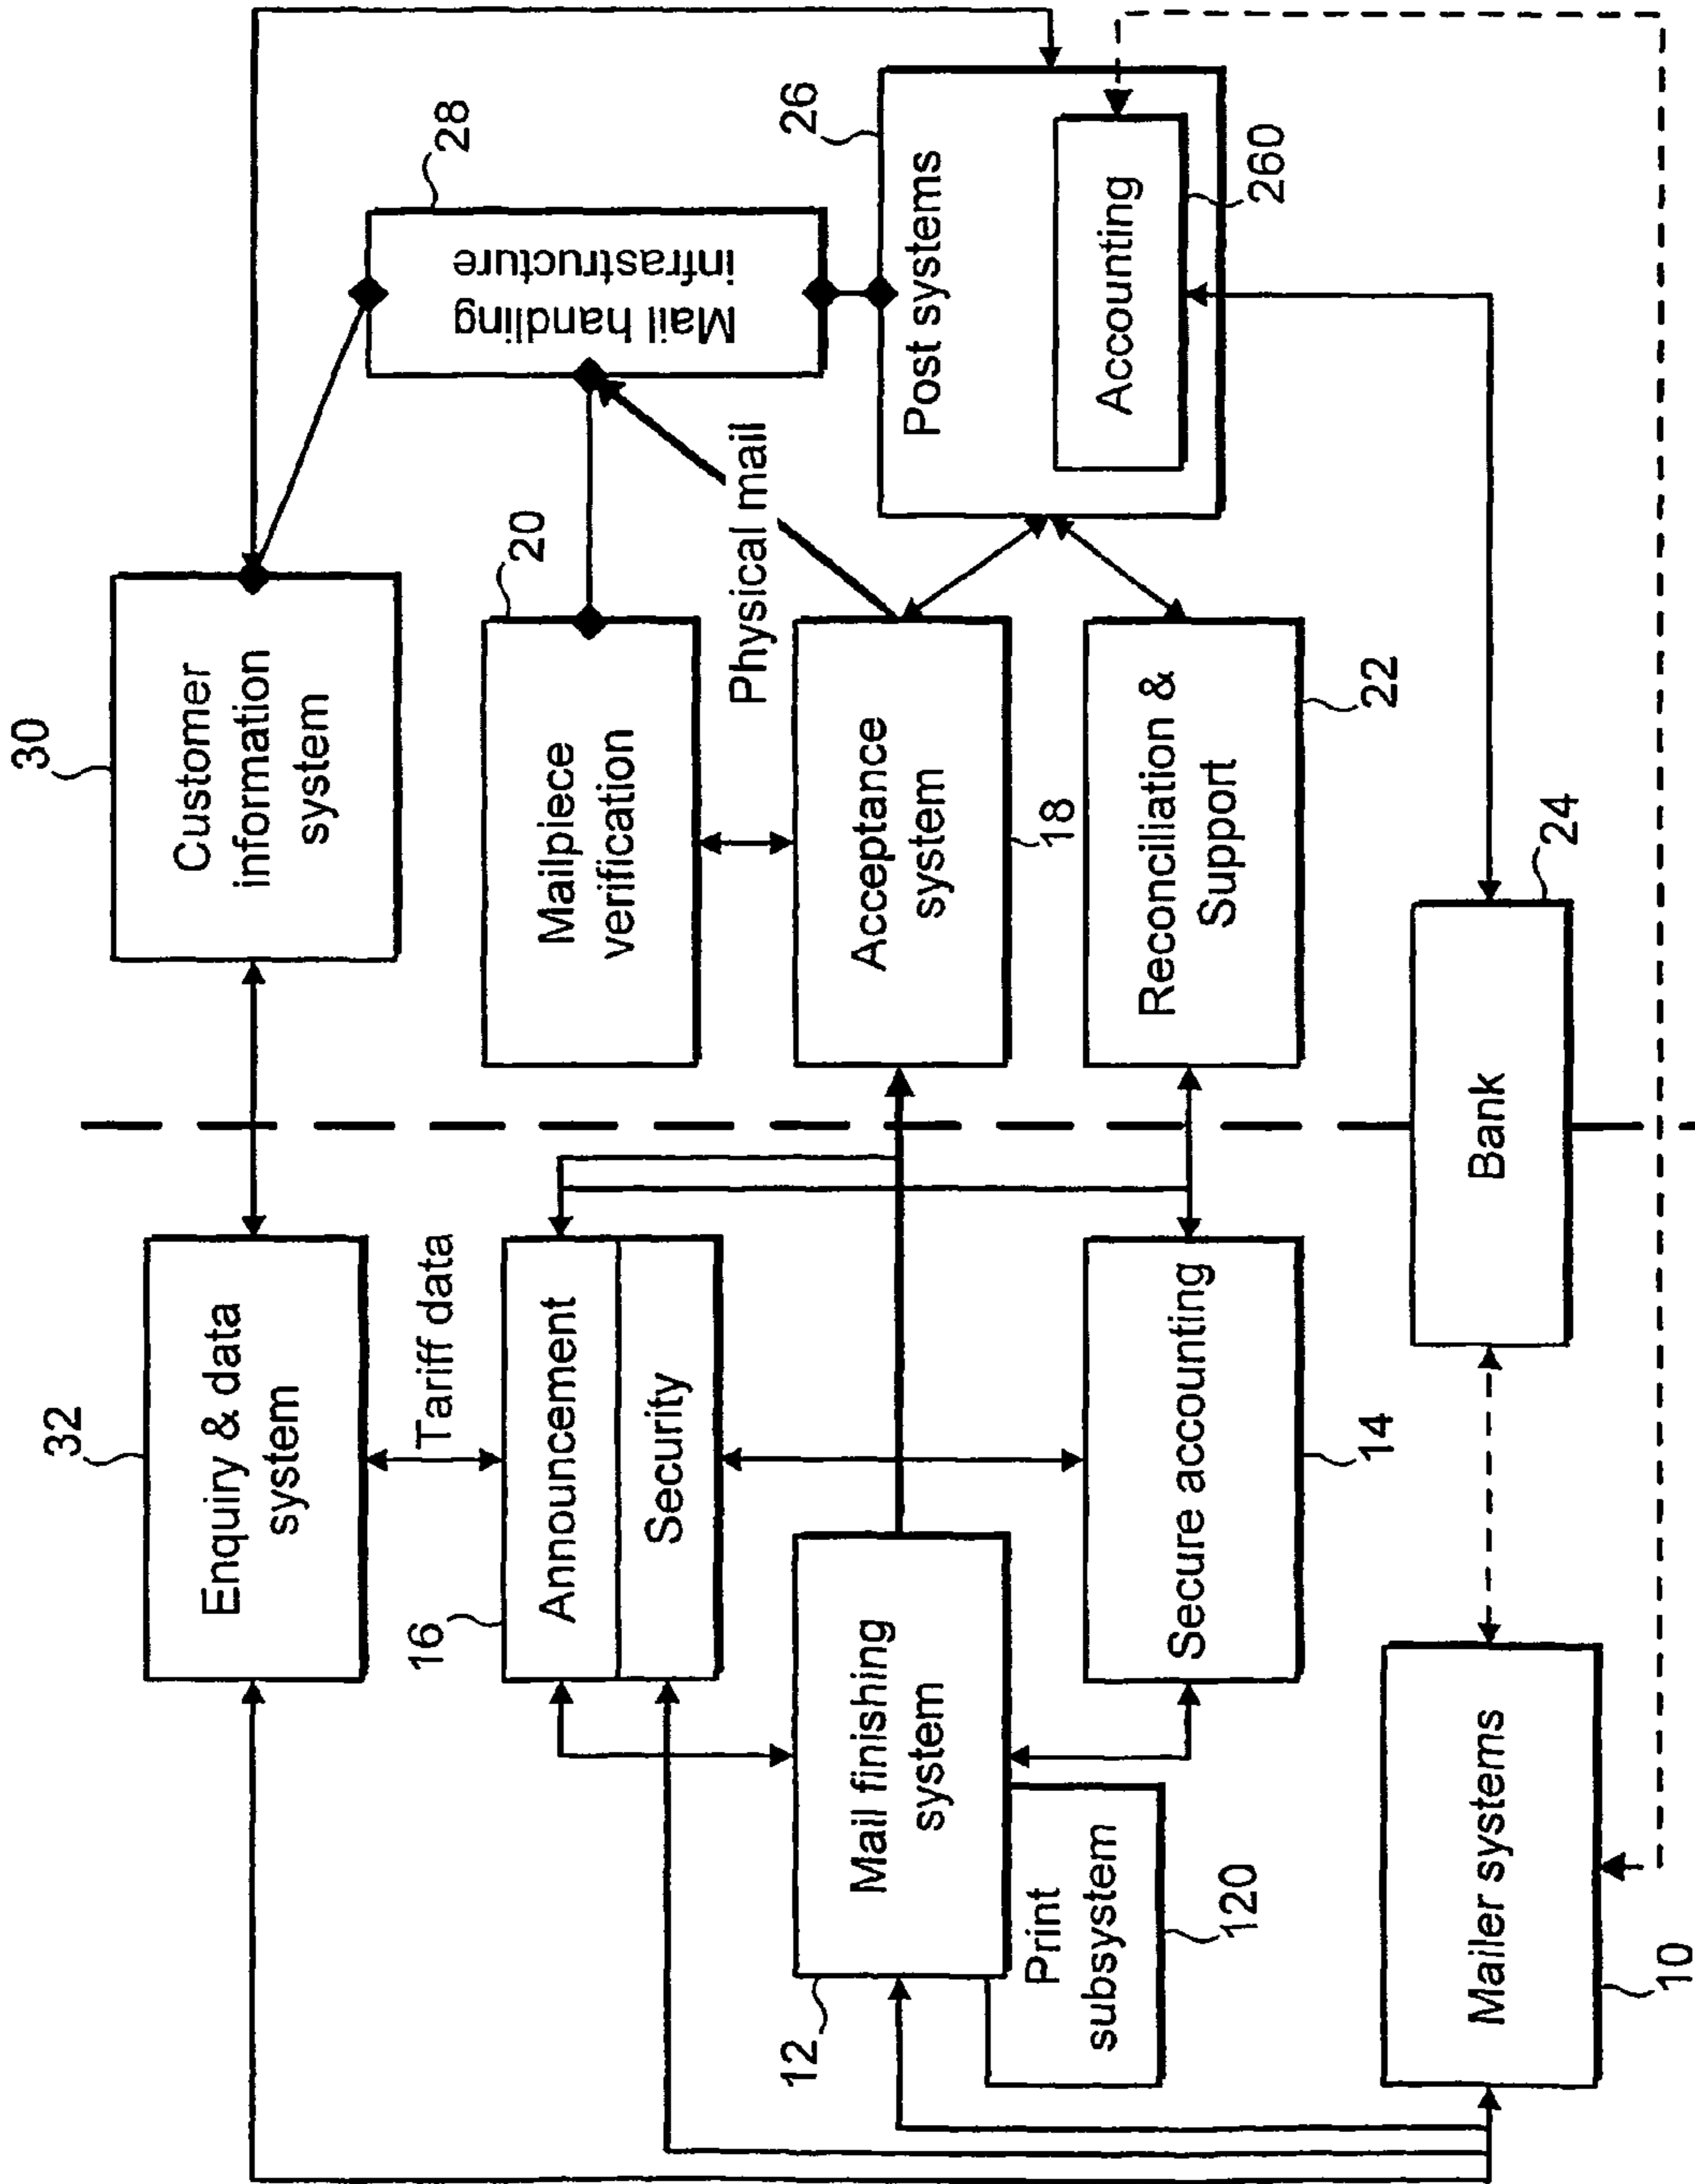 32
Enquiry & data
system
30
Customer
information
system
Tariff data
16
Announcement
Security
20
Mailpiece
verification
28
Mail handling
infrastructure
Physical mail
12
Mail finishing
system
Print
subsystem
120
Acceptance
system
18
26
Post systems
Accounting
260
Secure accounting
14
Reconciliation &
Support
22
Mailer systems
10
Bank
24